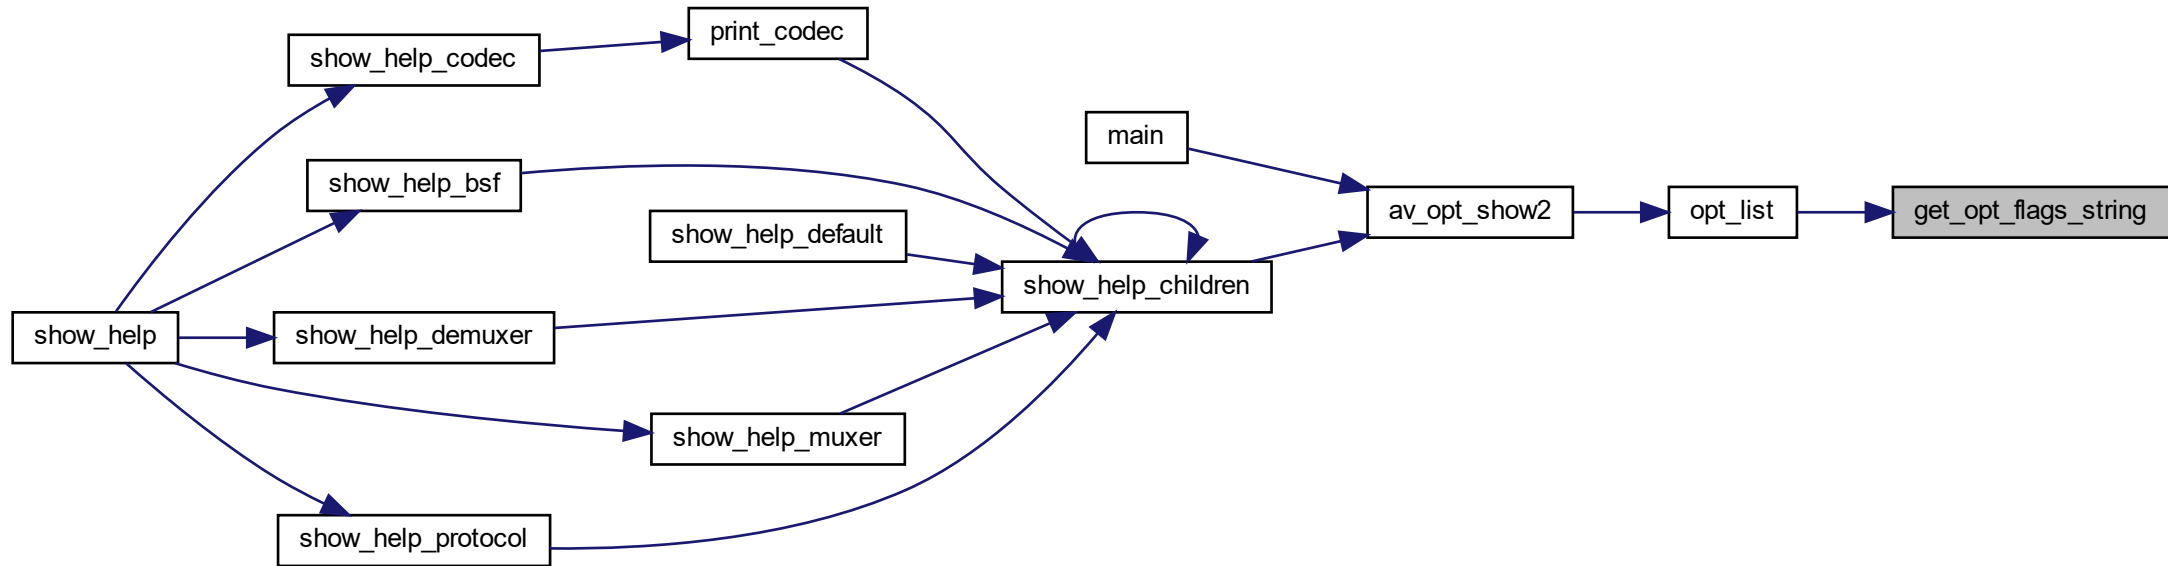 print_codec
show_help_codec
main
show_help_bsf
av_opt_show2
opt_list
get_opt_flags_string
show_help_default
show_help_children
show_help
show_help_demuxer
show_help_muxer
show_help_protocol